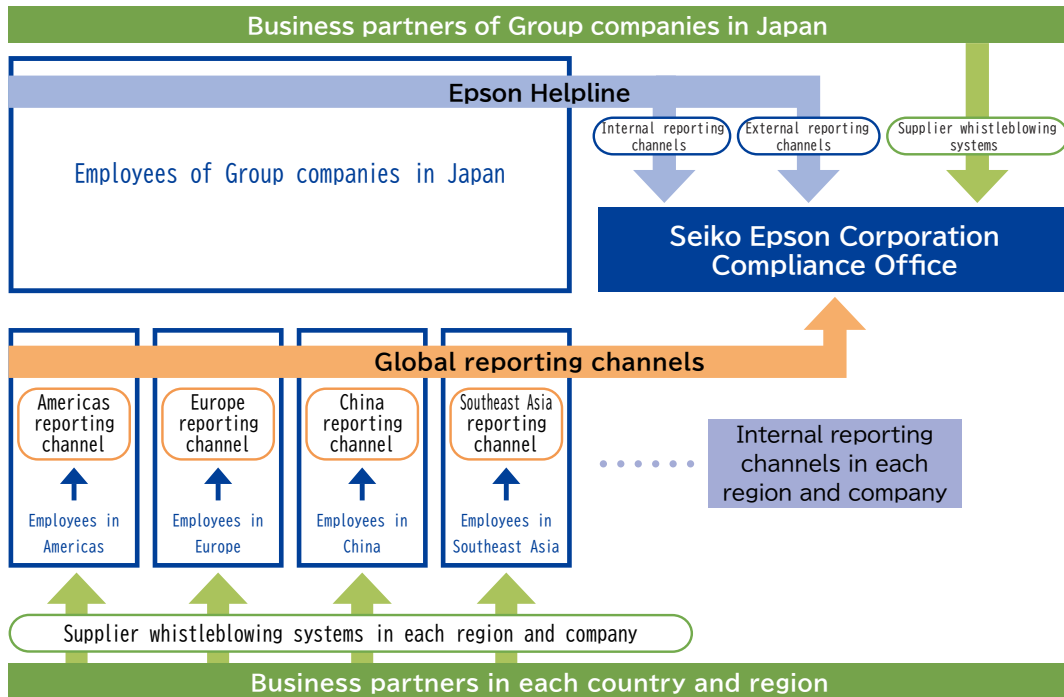 Business partners of Group companies in Japan
Epson Helpline
Internal reporting
channels
External reporting
channels
Supplier whistleblowing
systems
Employees of Group companies in Japan
Seiko Epson Corporation
Compliance Office
Global reporting channels
Americas
reporting
channel
Europe
reporting
channel
China
reporting
channel
Southeast Asia
reporting
channel
Internal reporting
channels in each
region and company
Employees in
Americas
Employees in
Europe
Employees in
China
Employees in
Southeast Asia
Supplier whistleblowing systems in each region and company
Business partners in each country and region